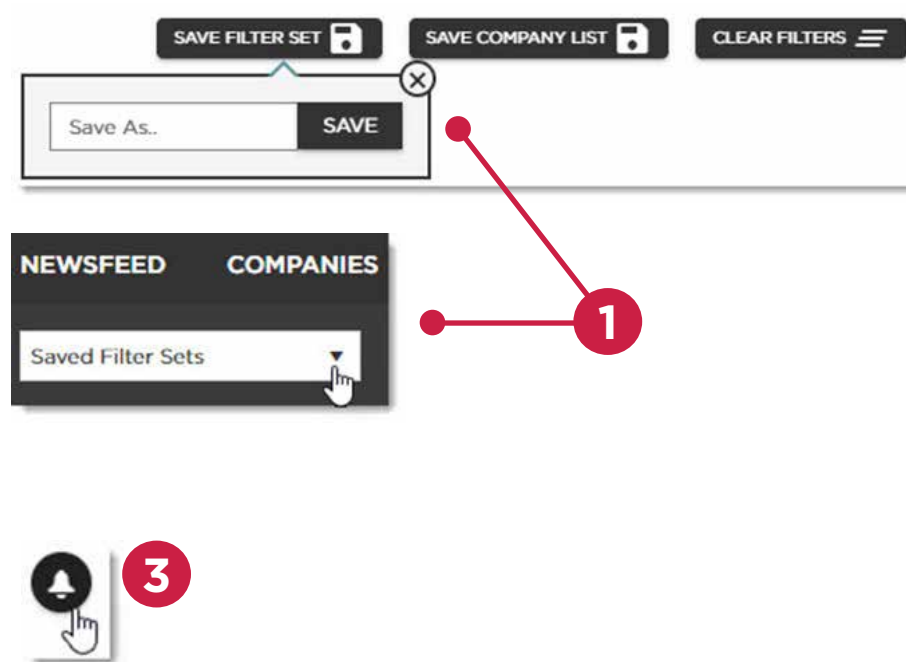 SAVE FILTER SET
SAVE COMPANY LIST
CLEAR FILTERS
Save As..
SAVE
NEWSFEED COMPANIES
1
Saved Filter Sets
3